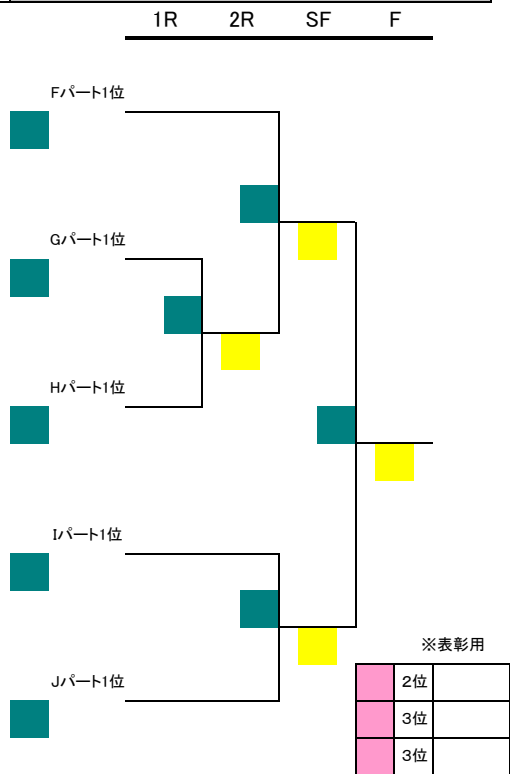 1R 2R SF F
Fパート1位
Gパート1位
Hパート1位
Iパート1位
Jパート1位
※表彰用
2位
3位
3位